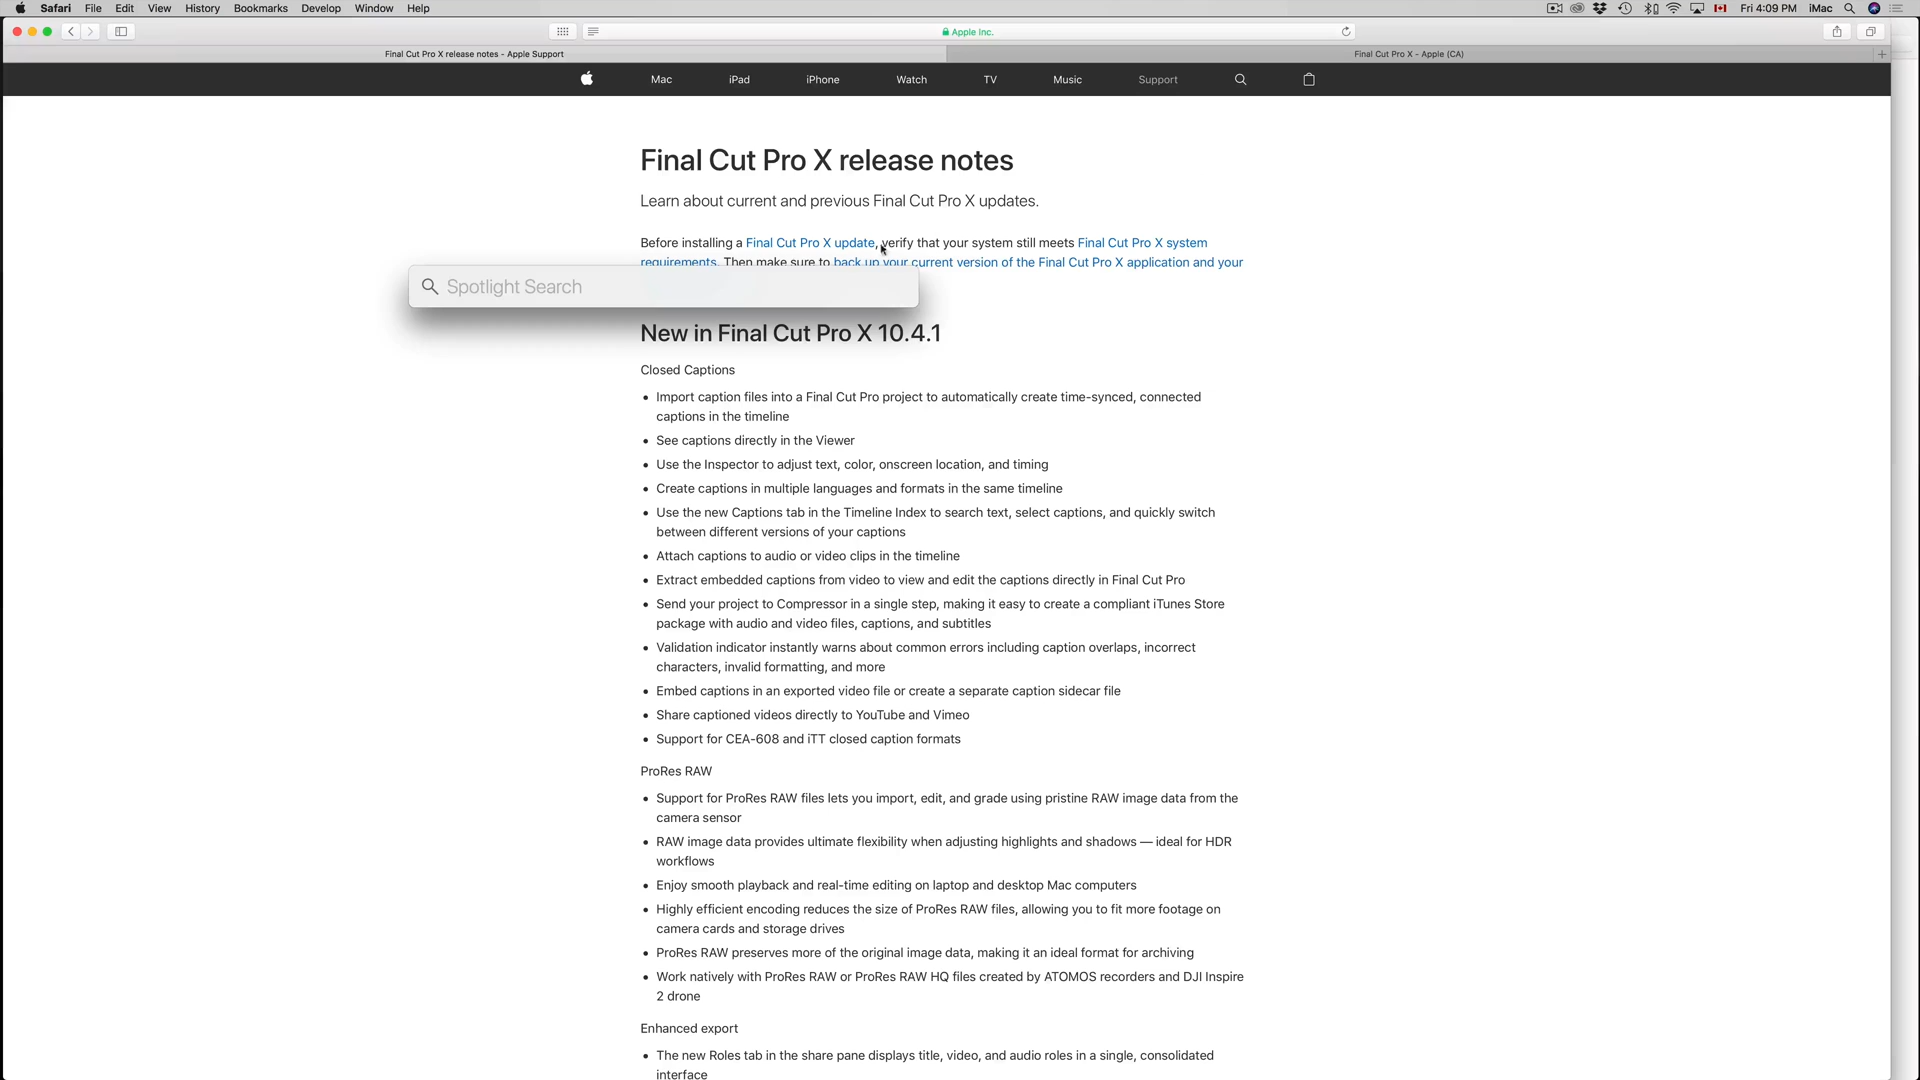 Safari File Edit View History Bookmarks Develop Window Help Fri 4:09 PM iMac
Apple Inc.
Final Cut Pro X release notes - Apple Support Final Cut Pro X - Apple (CA)
Mac iPad iPhone Watch TV Music Support
Final Cut Pro X release notes
Learn about current and previous Final Cut Pro X updates.
Before installing a Final Cut Pro X update, verify that your system still meets Final Cut Pro X system
requirements. Then make sure to back up your current version of the Final Cut Pro X application and your
Spotlight Search
New in Final Cut Pro X 10.4.1
Closed Captions
• Import caption files into a Final Cut Pro project to automatically create time-synced, connected
captions in the timeline
• See captions directly in the Viewer
• Use the Inspector to adjust text, color, onscreen location, and timing
• Create captions in multiple languages and formats in the same timeline
• Use the new Captions tab in the Timeline Index to search text, select captions, and quickly switch
between different versions of your captions
• Attach captions to audio or video clips in the timeline
• Extract embedded captions from video to view and edit the captions directly in Final Cut Pro
• Send your project to Compressor in a single step, making it easy to create a compliant iTunes Store
package with audio and video files, captions, and subtitles
• Validation indicator instantly warns about common errors including caption overlaps, incorrect
characters, invalid formatting, and more
• Embed captions in an exported video file or create a separate caption sidecar file
• Share captioned videos directly to YouTube and Vimeo
• Support for CEA-608 and iTT closed caption formats
ProRes RAW
• Support for ProRes RAW files lets you import, edit, and grade using pristine RAW image data from the
camera sensor
• RAW image data provides ultimate flexibility when adjusting highlights and shadows — ideal for HDR
workflows
• Enjoy smooth playback and real-time editing on laptop and desktop Mac computers
• Highly efficient encoding reduces the size of ProRes RAW files, allowing you to fit more footage on
camera cards and storage drives
• ProRes RAW preserves more of the original image data, making it an ideal format for archiving
• Work natively with ProRes RAW or ProRes RAW HQ files created by ATOMOS recorders and DJI Inspire
2 drone
Enhanced export
• The new Roles tab in the share pane displays title, video, and audio roles in a single, consolidated
interface